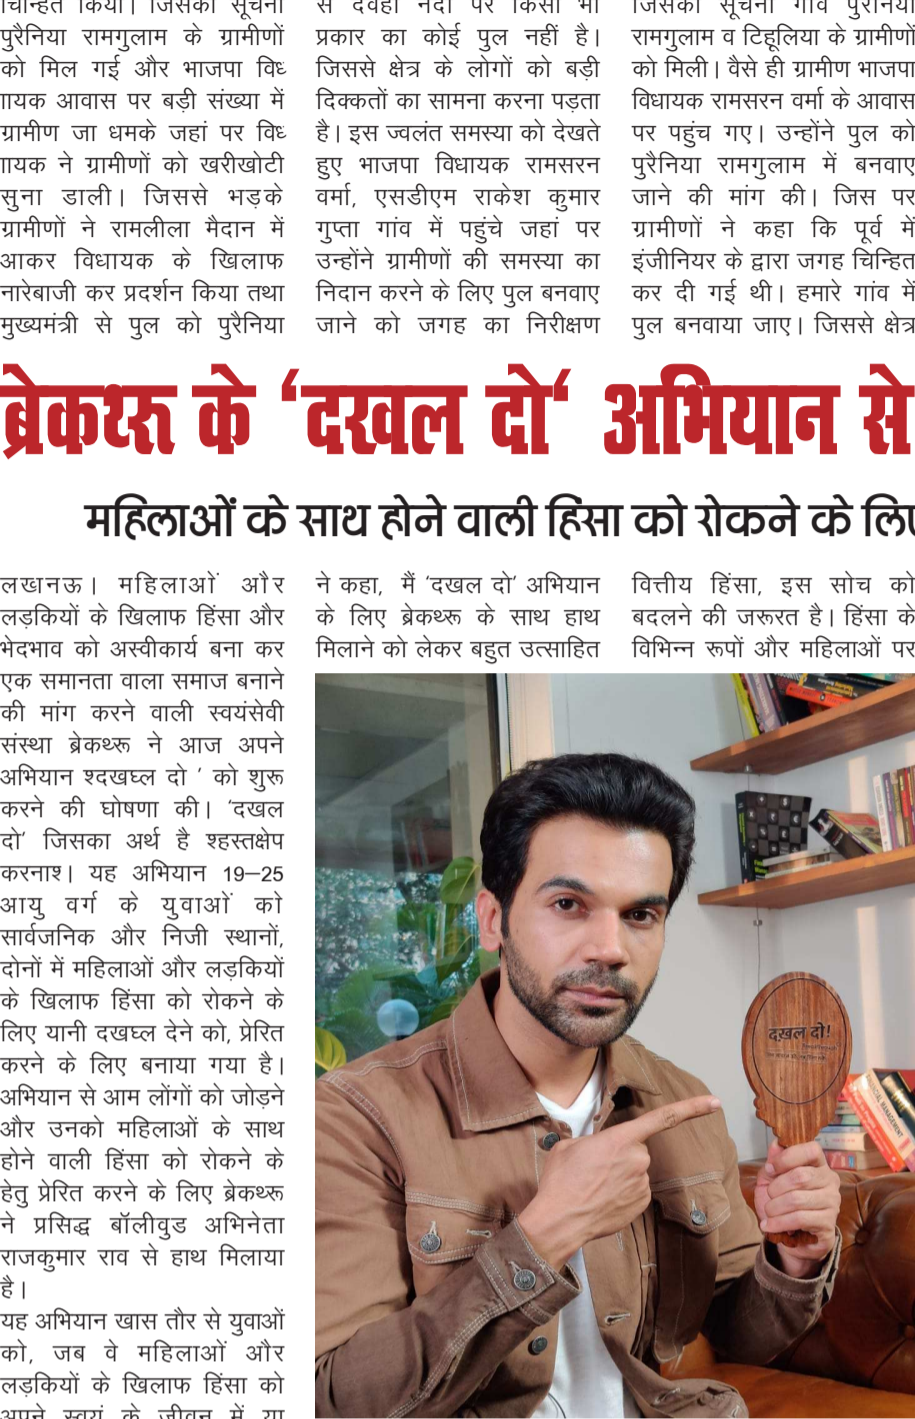 चिन्हित किया। जिसकी सूचना
पुरैनिया रामगुलाम के ग्रामीणों
को मिल गई और भाजपा विध
ायक आवास पर बड़ी संख्या में
ग्रामीण जा धमके जहां पर विध
ायक ने ग्रामीणों को खरीखोटी
सुना डाली। जिससे भड़के
ग्रामीणों ने रामलीला मैदान में
आकर विधायक के खिलाफ
नारेबाजी कर प्रदर्शन किया तथा
मुख्यमंत्री से पुल को पुरैनिया
से देवहा नदी पर किसी भी
प्रकार का कोई पुल नहीं है।
जिससे क्षेत्र के लोगों को बड़ी
दिक्कतों का सामना करना पड़ता
है। इस ज्वलंत समस्या को देखते
हुए भाजपा विधायक रामसरन
वर्मा, एसडीएम राकेश कुमार
गुप्ता गांव में पहुंचे जहां पर
उन्होंने ग्रामीणों की समस्या का
निदान करने के लिए पुल बनवाए
जाने को जगह का निरीक्षण
जिसकी सूचना गांव पुरैनिया
रामगुलाम व टिहूलिया के ग्रामीणों
को मिली। वैसे ही ग्रामीण भाजपा
विधायक रामसरन वर्मा के आवास
पर पहुंच गए। उन्होंने पुल को
पुरैनिया रामगुलाम में बनवाए
जाने की मांग की। जिस पर
ग्रामीणों ने कहा कि पूर्व में
इंजीनियर के द्वारा जगह चिन्हित
कर दी गई थी। हमारे गांव में
पुल बनवाया जाए। जिससे क्षेत्र
ब्रेकथ्रू के ‘दखल दो‘ अभियान से
महिलाओं के साथ होने वाली हिंसा को रोकने के लिए
लखनऊ। महिलाओं और
लड़कियों के खिलाफ हिंसा और
भेदभाव को अस्वीकार्य बना कर
एक समानता वाला समाज बनाने
की मांग करने वाली स्वयंसेवी
संस्था ब्रेकथ्रू ने आज अपने
अभियान श्दखघ्ल दो ‘ को शुरू
करने की घोषणा की। ‘दखल
दो’ जिसका अर्थ है श्हस्तक्षेप
करनाश्। यह अभियान 19–25
आयु वर्ग के युवाओं को
सार्वजनिक और निजी स्थानों,
दोनों में महिलाओं और लड़कियों
के खिलाफ हिंसा को रोकने के
लिए यानी दखघ्ल देने को, प्रेरित
करने के लिए बनाया गया है।
अभियान से आम लोंगों को जोड़ने
और उनको महिलाओं के साथ
होने वाली हिंसा को रोकने के
हेतु प्रेरित करने के लिए ब्रेकथ्रू
ने प्रसिद्ध बॉलीवुड अभिनेता
राजकुमार राव से हाथ मिलाया
है।
यह अभियान खास तौर से युवाओं
को, जब वे महिलाओं और
लड़कियों के खिलाफ हिंसा को
अपने स्वयं के जीवन में या
ने कहा, मैं ‘दखल दो’ अभियान
के लिए ब्रेकथ्रू के साथ हाथ
मिलाने को लेकर बहुत उत्साहित
वित्तीय हिंसा, इस सोच को
बदलने की जरूरत है। हिंसा के
विभिन्न रूपों और महिलाओं पर
दख़ल दो!
MANAGEMENT